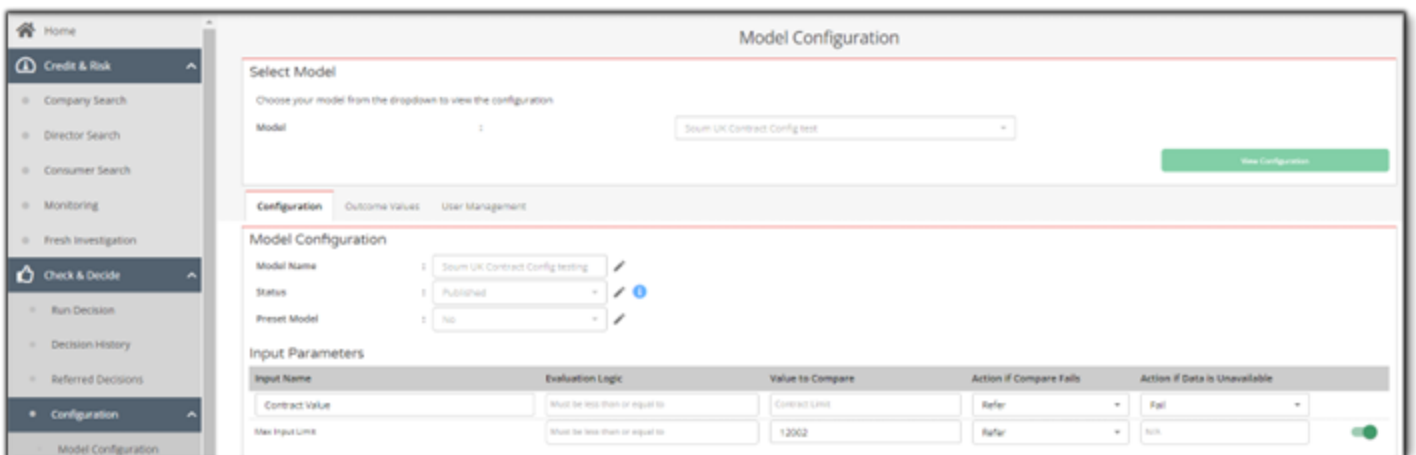 Home
Credit & Risk
Company Search
Director Search
Consumer Search
Monitoring
Fresh Investigation
Check & Decide
Run Decision
Decision History
Referred Decisions
Configuration
Model Configuration
Model Configuration
Select Model
Choose your model from the dropdown to view the configuration
Model : Soum UK Contract Config test
View Configuration
Configuration Outcome Values User Management
Model Configuration
Model Name : Soum UK Contract Config testing
Status : Published
Preset Model : No
Input Parameters
Input Name Evaluation Logic Value to Compare Action if Compare Fails Action if Data is Unavailable
Contract Value Must be less than or equal to Contract Limit Refer Fail
Max Input Limit Must be less than or equal to 12002 Refer N/A